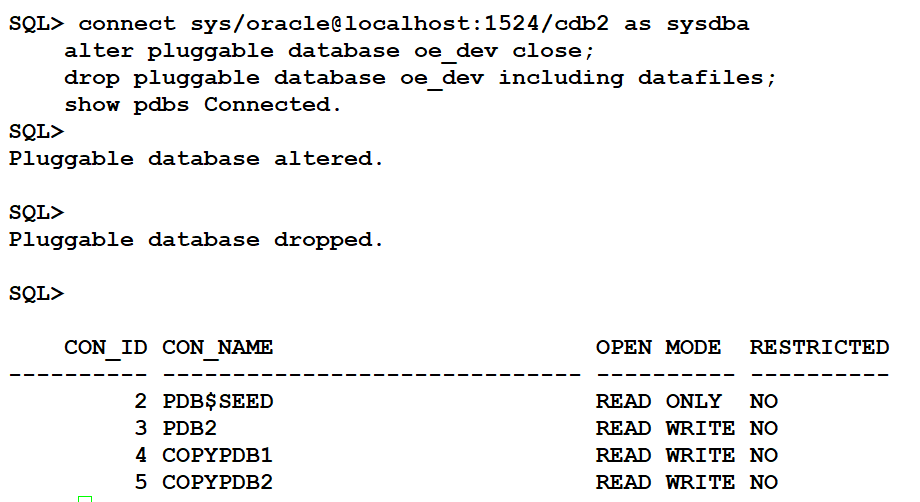 SQL> connect sys/oracle@localhost:1524/cdb2 as sysdba
    alter pluggable database oe_dev close;
    drop pluggable database oe_dev including datafiles;
    show pdbs Connected.
SQL>
Pluggable database altered.

SQL>
Pluggable database dropped.

SQL>

    CON_ID CON_NAME                       OPEN MODE  RESTRICTED
---------- ------------------------------ ---------- ----------
         2 PDB$SEED                       READ ONLY  NO
         3 PDB2                           READ WRITE NO
         4 COPYPDB1                       READ WRITE NO
         5 COPYPDB2                       READ WRITE NO